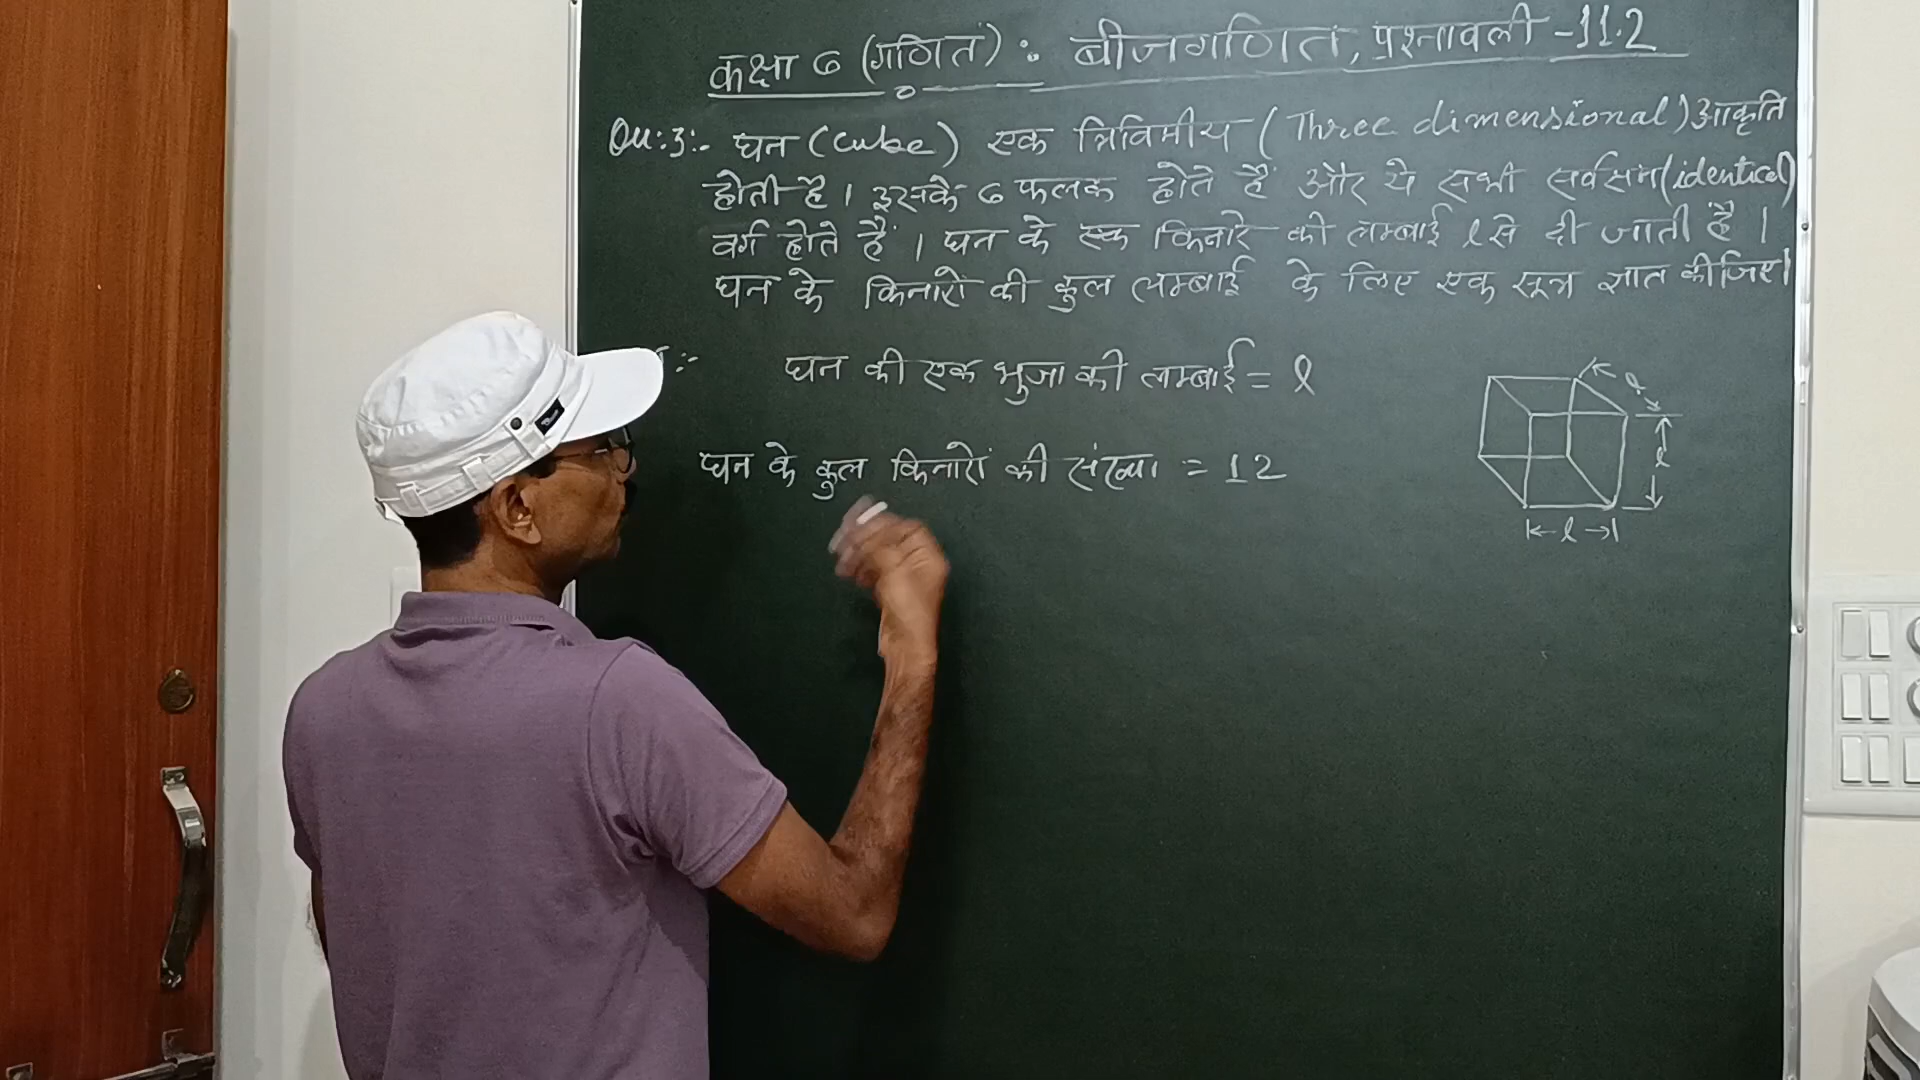 कक्षा 6 (गणित) : बीजगणित, प्रश्नावली -11.2
Qu:3:- घन (Cube) एक त्रिविमीय (Three dimensional) आकृति
होती है। इसके 6 फलक होते हैं और ये सभी सर्वसम (identical)
वर्ग होते हैं। घन के एक किनारे की लम्बाई l से दी जाती है।
घन के किनारों की कुल लम्बाई के लिए एक सूत्र ज्ञात कीजिए।
:- घन की एक भुजा की लम्बाई = l
घन के कुल किनारों की संख्या = 12
l
l
l